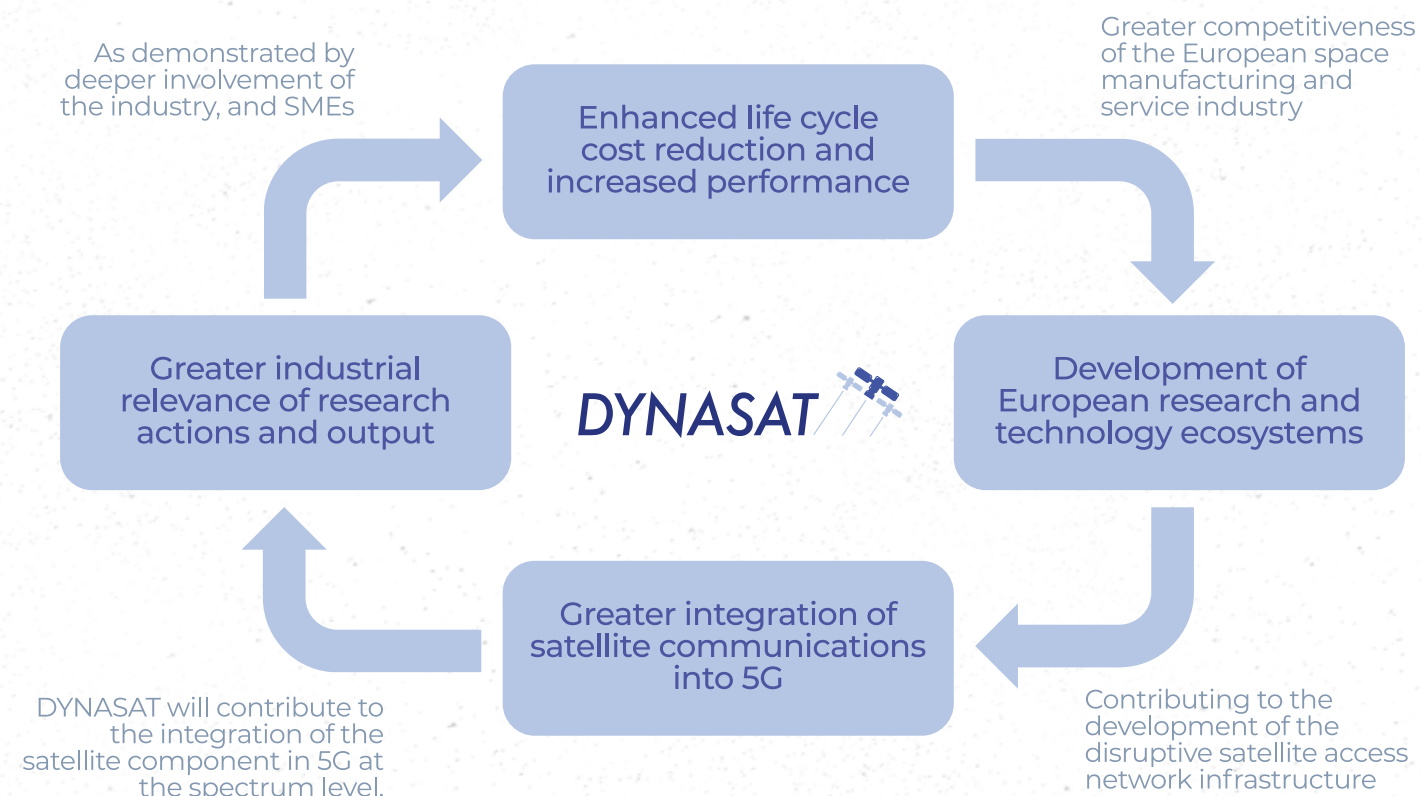 As demonstrated by
deeper involvement of
the industry, and SMEs
Enhanced life cycle
cost reduction and
increased performance
Greater competitiveness
of the European space
manufacturing and
service industry
Greater industrial
relevance of research
actions and output
DYNASAT
Development of
European research and
technology ecosystems
Greater integration of
satellite communications
into 5G
DYNASAT will contribute to
the integration of the
satellite component in 5G at
the spectrum level.
Contributing to the
development of the
disruptive satellite access
network infrastructure